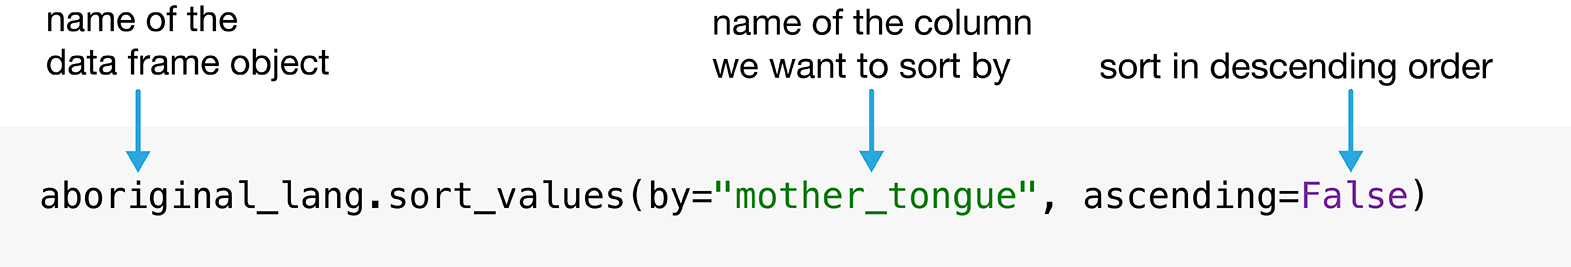 name of the
data frame object
name of the column
we want to sort by
sort in descending order
aboriginal_lang.sort_values(by="mother_tongue", ascending=False)